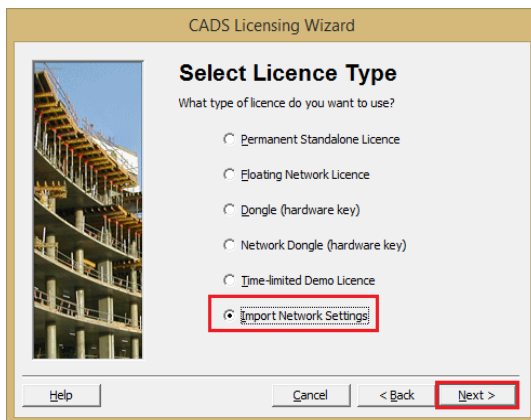 CADS Licensing Wizard
Select Licence Type
What type of licence do you want to use?
Permanent Standalone Licence
Floating Network Licence
Dongle (hardware key)
Network Dongle (hardware key)
Time-limited Demo Licence
Import Network Settings
Help
Cancel
< Back
Next >